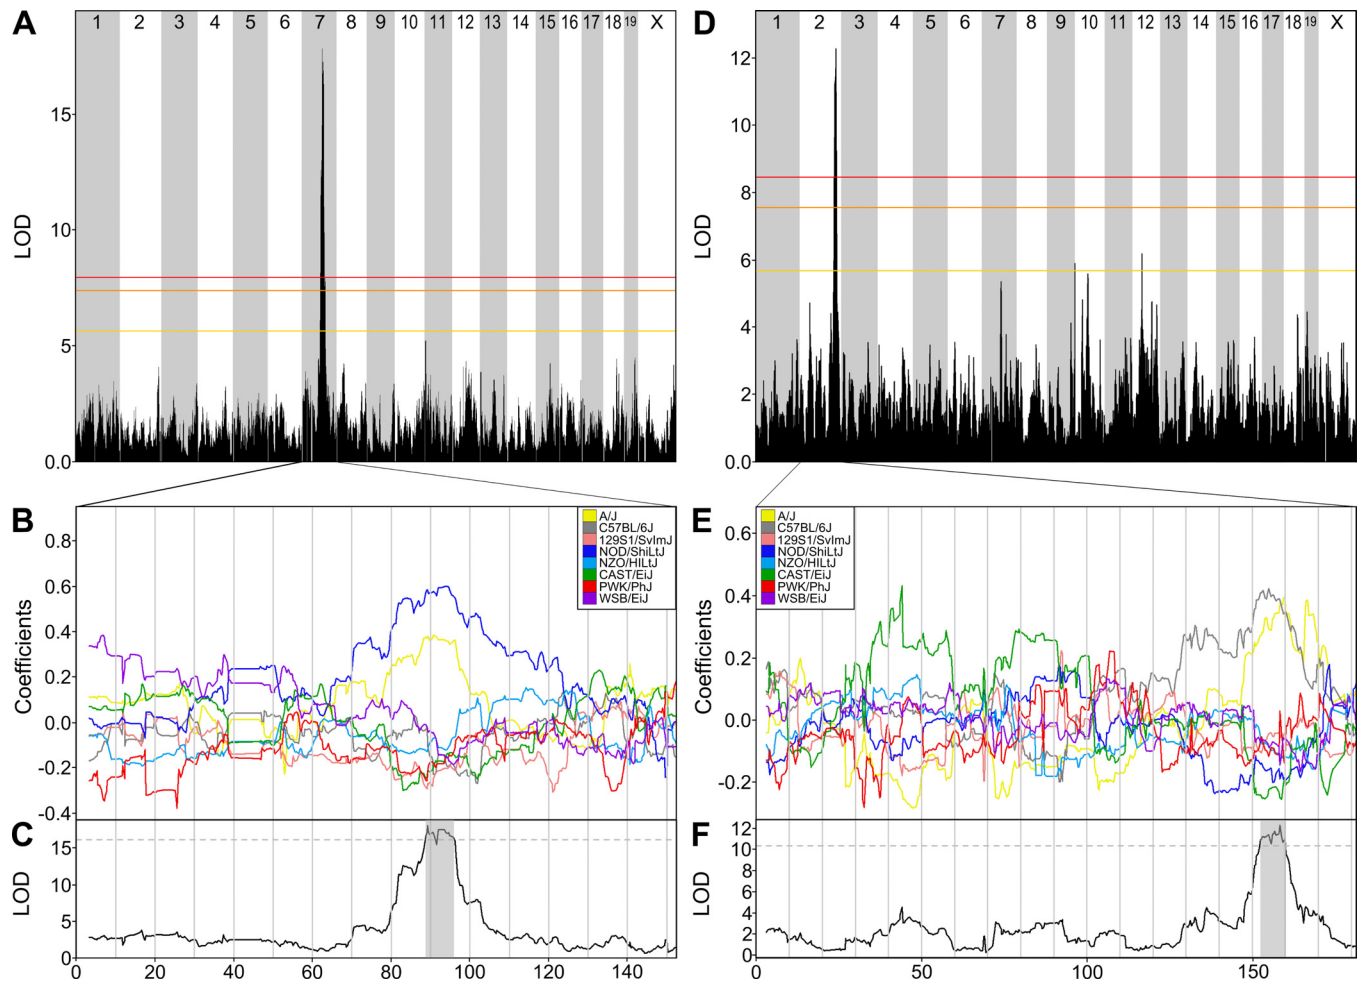 A
1 2 3 4 5 6 7 8 9 10 11 12 13 14 15 16 17 18 19 X
LOD
15
10
5
0.0
D
1 2 3 4 5 6 7 8 9 10 11 12 13 14 15 16 17 18 19 X
LOD
12
10
8
6
4
2
0.0
B
Coefficients
0.8
0.6
0.4
0.2
0.0
-0.2
-0.4
A/J
C57BL/6J
129S1/SvImJ
NOD/ShiLtJ
NZO/HILtJ
CAST/EiJ
PWK/PhJ
WSB/EiJ
E
Coefficients
0.6
0.4
0.2
0.0
-0.2
A/J
C57BL/6J
129S1/SvImJ
NOD/ShiLtJ
NZO/HILtJ
CAST/EiJ
PWK/PhJ
WSB/EiJ
C
LOD
15
10
5
0
0 20 40 60 80 100 120 140
F
LOD
12
10
8
6
4
2
0
0 50 100 150